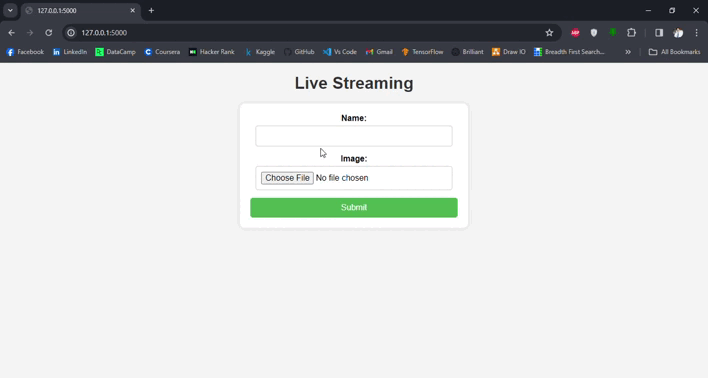 127.0.0.1:5000
127.0.0.1:5000
ABP
Facebook LinkedIn DataCamp Coursera Hacker Rank Kaggle GitHub Vs Code Gmail TensorFlow Brilliant Draw IO Breadth First Search... » All Bookmarks
Live Streaming
Name:
Image:
Choose File No file chosen
Submit